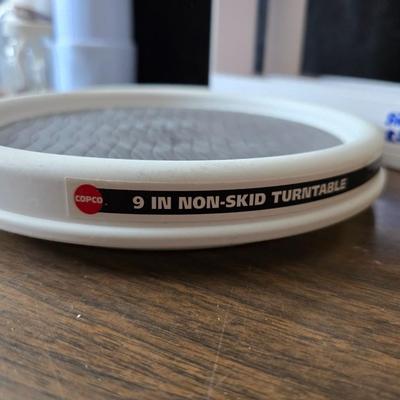 COPCO
9 IN NON-SKID TURNTABLE